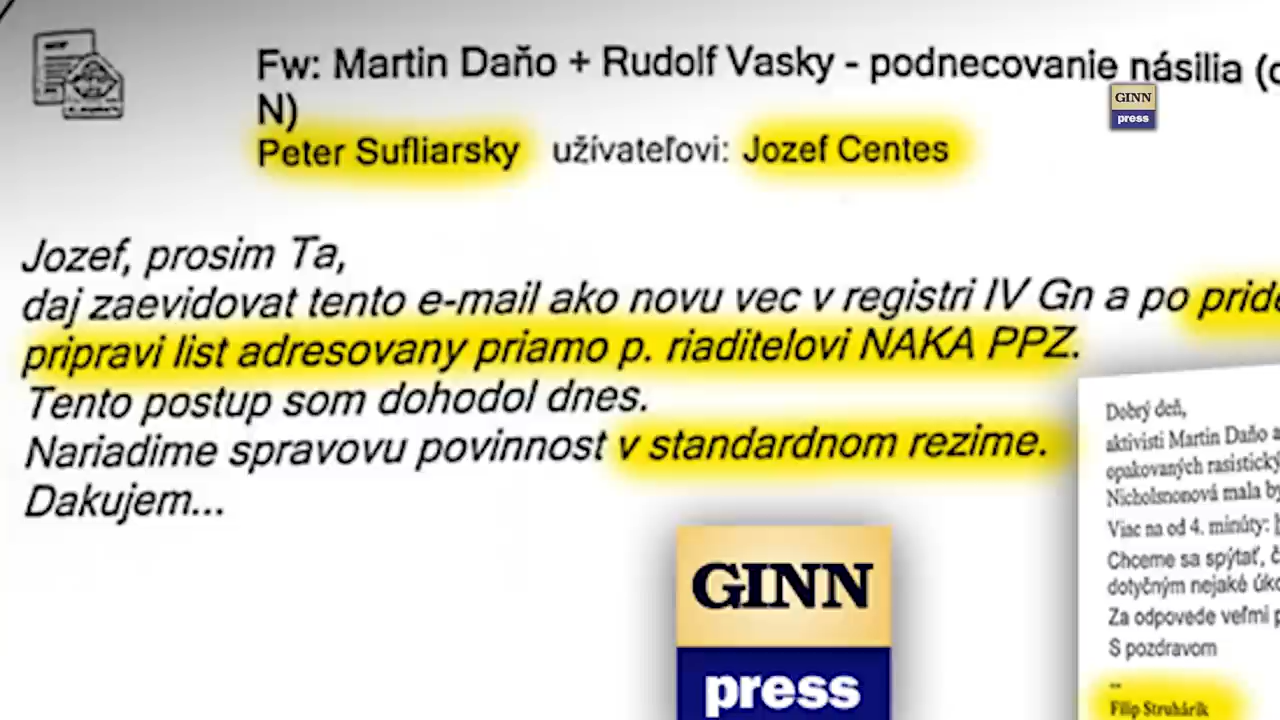 Fw: Martin Daňo + Rudolf Vasky - podnecovanie násilia (
N)
Peter Sufliarsky užívateľovi: Jozef Centes
GINN
press
Jozef, prosim Ta,
daj zaevidovat tento e-mail ako novu vec v registri IV Gn a po
pripravi list adresovany priamo p. riaditelovi NAKA PPZ.
Tento postup som dohodol dnes.
Nariadime spravovu povinnost v standardnom rezime.
Dakujem...
GINN
press
Dobrý deň,
aktivisti Martin Daňo a
opakovaných rasistický
Nicholsnonová mala by
Viac na od 4. minúty:
Chceme sa spýtať, č
dotyčným nejaké
Za odpovede veľmi
S pozdravom
--
Filip Struhárik